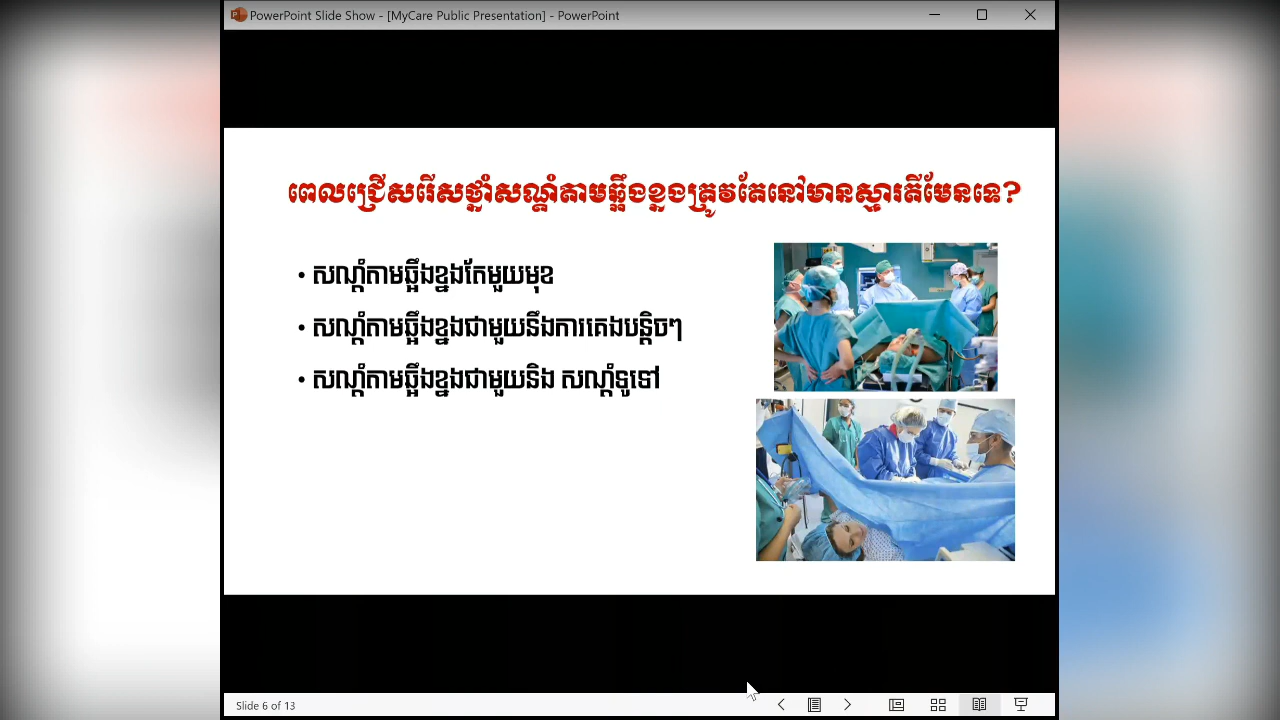 PowerPoint Slide Show - [MyCare Public Presentation] - PowerPoint
ពេលជ្រើសរើសថ្នាំសណ្ដំតាមឆ្អឹងខ្នងត្រូវតែនៅមានស្មារតីមែនទេ?
• សណ្ដំតាមឆ្អឹងខ្នងតែមួយមុខ
• សណ្ដំតាមឆ្អឹងខ្នងជាមួយនឹងការគេងបន្តិចៗ
• សណ្ដំតាមឆ្អឹងខ្នងជាមួយនិង សណ្ដំទូទៅ
Slide 6 of 13